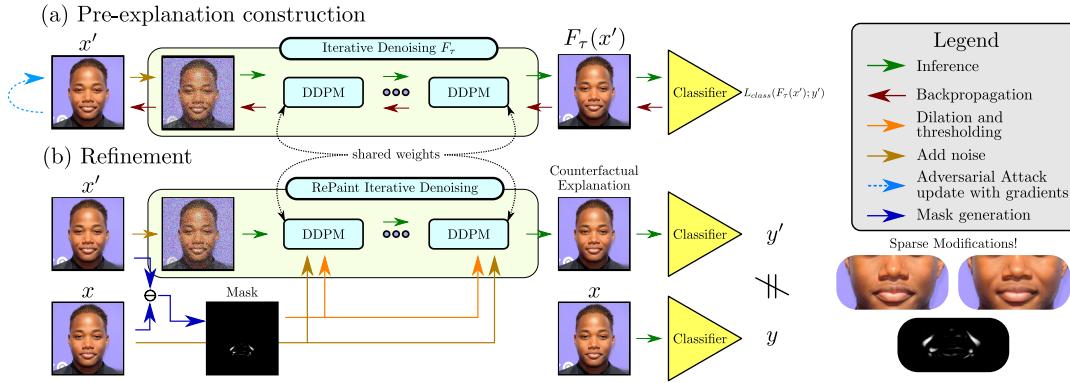 (a) Pre-explanation construction
x′
Iterative Denoising F_τ
DDPM
DDPM
F_τ(x′)
Classifier
L_class(F_τ(x′); y′)
shared weights
(b) Refinement
x′
RePaint Iterative Denoising
DDPM
DDPM
Counterfactual
Explanation
Classifier
y′
x
Mask
x
Classifier
y
Legend
Inference
Backpropagation
Dilation and
thresholding
Add noise
Adversarial Attack
update with gradients
Mask generation
Sparse Modifications!